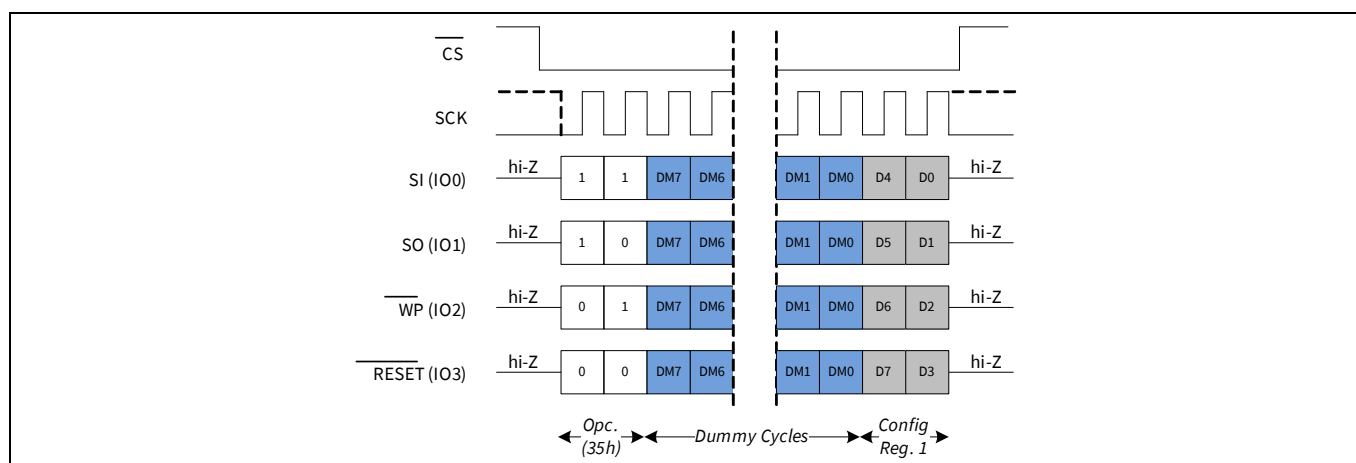 CS
SCK
SI (IO0) hi-Z 1 1 DM7 DM6 DM1 DM0 D4 D0 hi-Z
SO (IO1) hi-Z 1 0 DM7 DM6 DM1 DM0 D5 D1 hi-Z
WP (IO2) hi-Z 0 1 DM7 DM6 DM1 DM0 D6 D2 hi-Z
RESET (IO3) hi-Z 0 0 DM7 DM6 DM1 DM0 D7 D3 hi-Z
Opc. (35h) Dummy Cycles Config Reg. 1